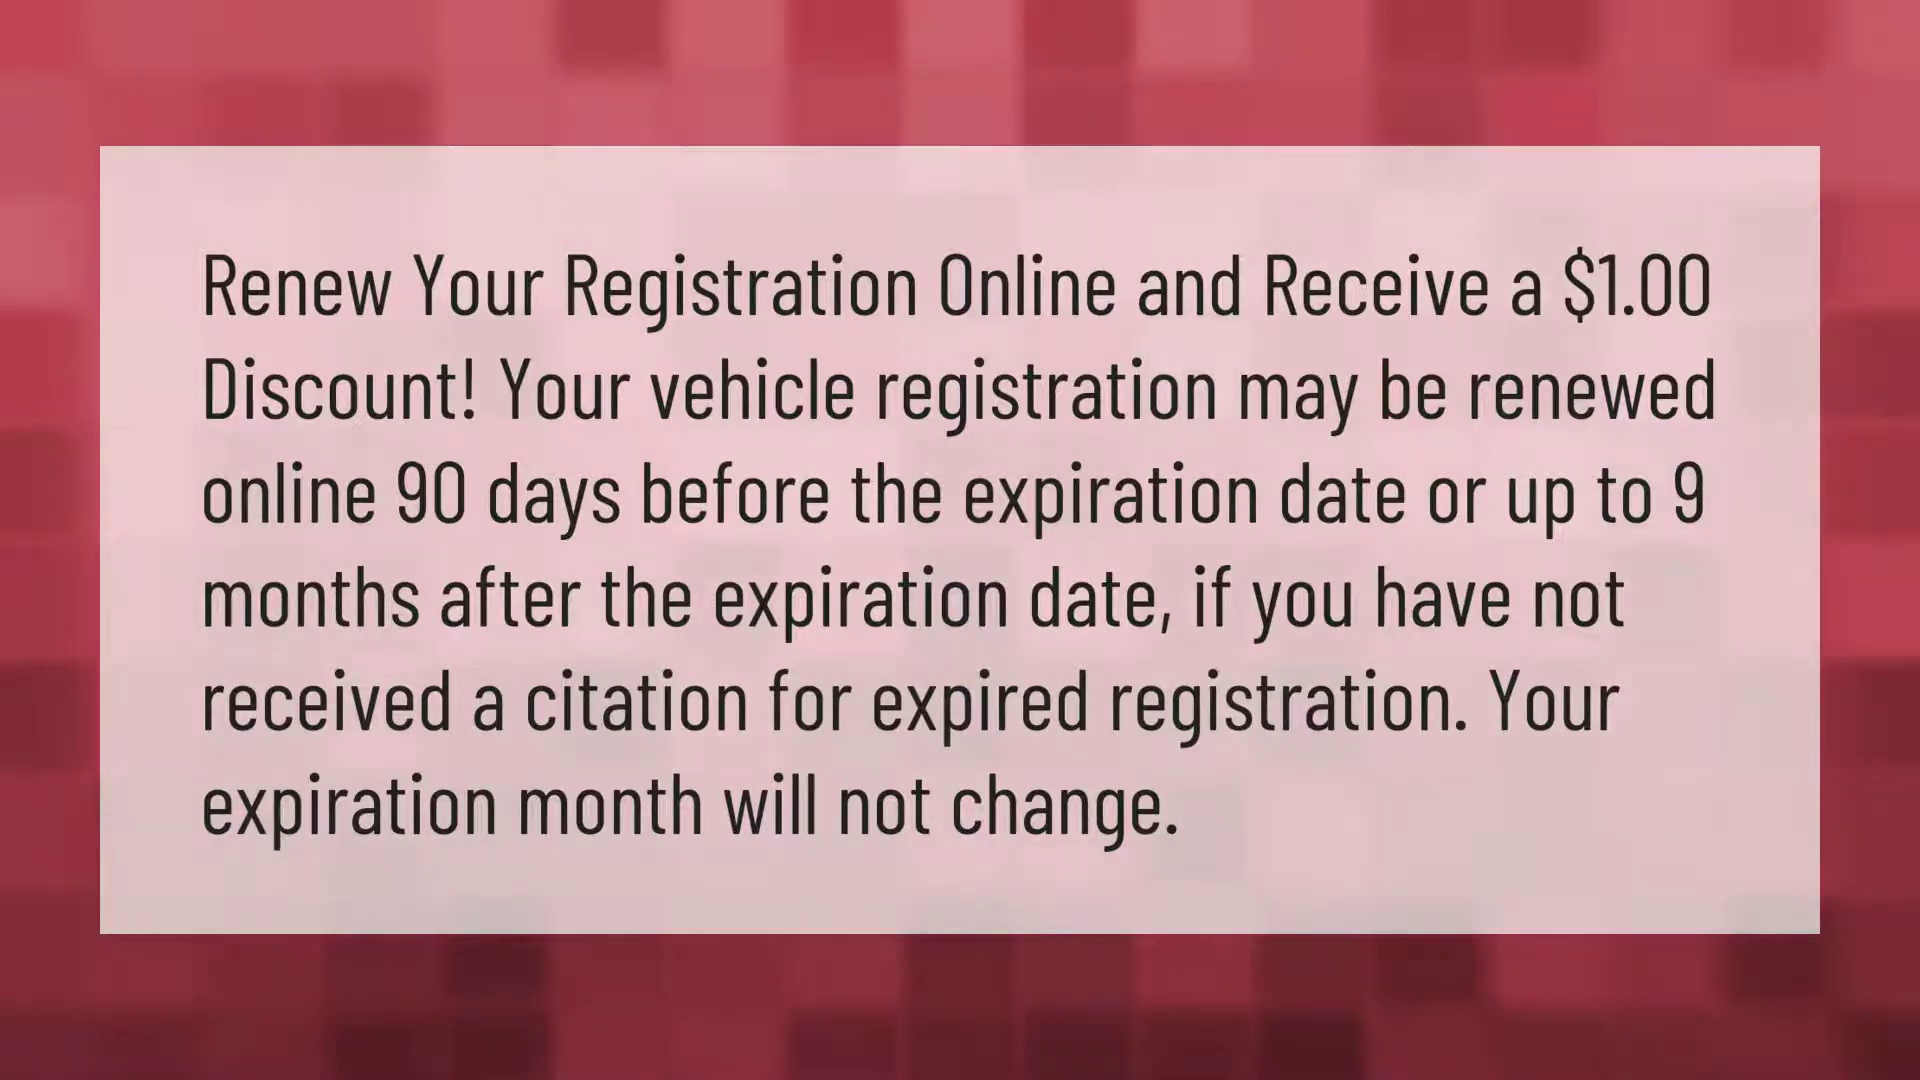 Renew Your Registration Online and Receive a $1.00
Discount! Your vehicle registration may be renewed
online 90 days before the expiration date or up to 9
months after the expiration date, if you have not
received a citation for expired registration. Your
expiration month will not change.